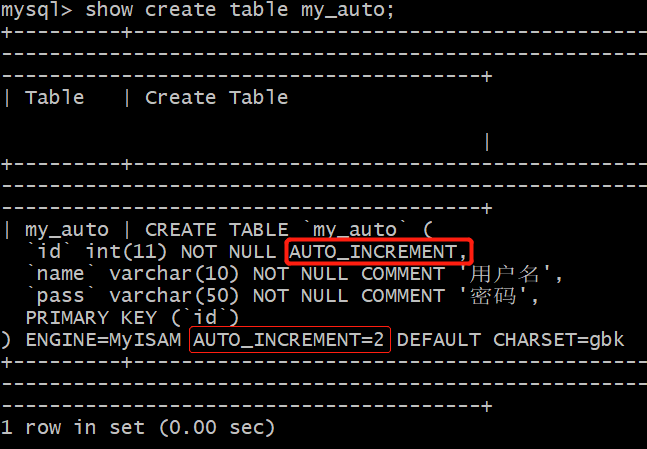 mysql> show create table my_auto;
+---------+--------------------------------------------
-------------------------------------------------------
-----------------------------------------+
| Table   | Create Table
                                         |
+---------+--------------------------------------------
-------------------------------------------------------
-----------------------------------------+
| my_auto | CREATE TABLE `my_auto` (
  `id` int(11) NOT NULL AUTO_INCREMENT,
  `name` varchar(10) NOT NULL COMMENT '用户名',
  `pass` varchar(50) NOT NULL COMMENT '密码',
  PRIMARY KEY (`id`)
) ENGINE=MyISAM AUTO_INCREMENT=2 DEFAULT CHARSET=gbk
+---------+--------------------------------------------
-------------------------------------------------------
-----------------------------------------+
1 row in set (0.00 sec)